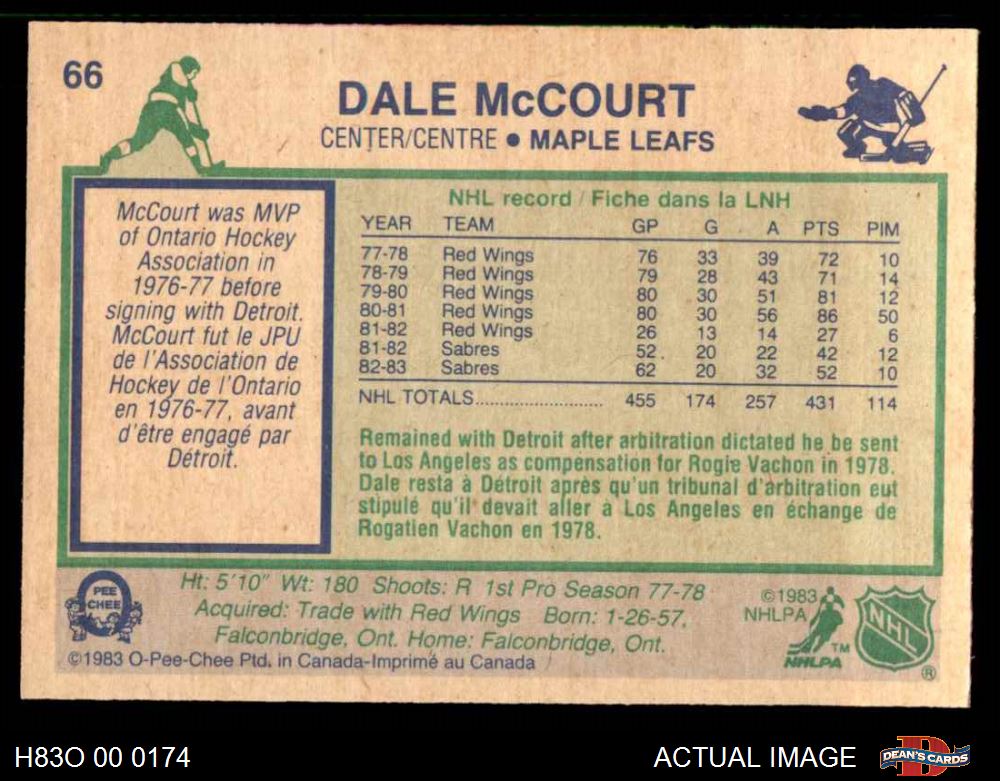 66
DALE McCOURT
CENTER/CENTRE • MAPLE LEAFS
McCourt was MVP
of Ontario Hockey
Association in
1976-77 before
signing with Detroit.
McCourt fut le JPU
de l'Association de
Hockey de l'Ontario
en 1976-77, avant
d'être engagé par
Détroit.
NHL record / Fiche dans la LNH
YEAR TEAM GP G A PTS PIM
77-78 Red Wings 76 33 39 72 10
78-79 Red Wings 79 28 43 71 14
79-80 Red Wings 80 30 51 81 12
80-81 Red Wings 80 30 56 86 50
81-82 Red Wings 26 13 14 27 6
81-82 Sabres 52 20 22 42 12
82-83 Sabres 62 20 32 52 10
NHL TOTALS............................ 455 174 257 431 114
Remained with Detroit after arbitration dictated he be sent
to Los Angeles as compensation for Rogie Vachon in 1978.
Dale resta à Détroit après qu'un tribunal d'arbitration eut
stipulé qu'il devait aller à Los Angeles en échange de
Rogatien Vachon en 1978.
O
PEE
CHEE
Ht: 5'10" Wt: 180 Shoots: R 1st Pro Season 77-78
Acquired: Trade with Red Wings Born: 1-26-57,
Falconbridge, Ont. Home: Falconbridge, Ont.
©1983 O-Pee-Chee Ptd. in Canada-Imprimé au Canada
©1983
NHLPA
TM
NHLPA
NHL
®
H83O 00 0174
ACTUAL IMAGE
D
DEAN'S CARDS